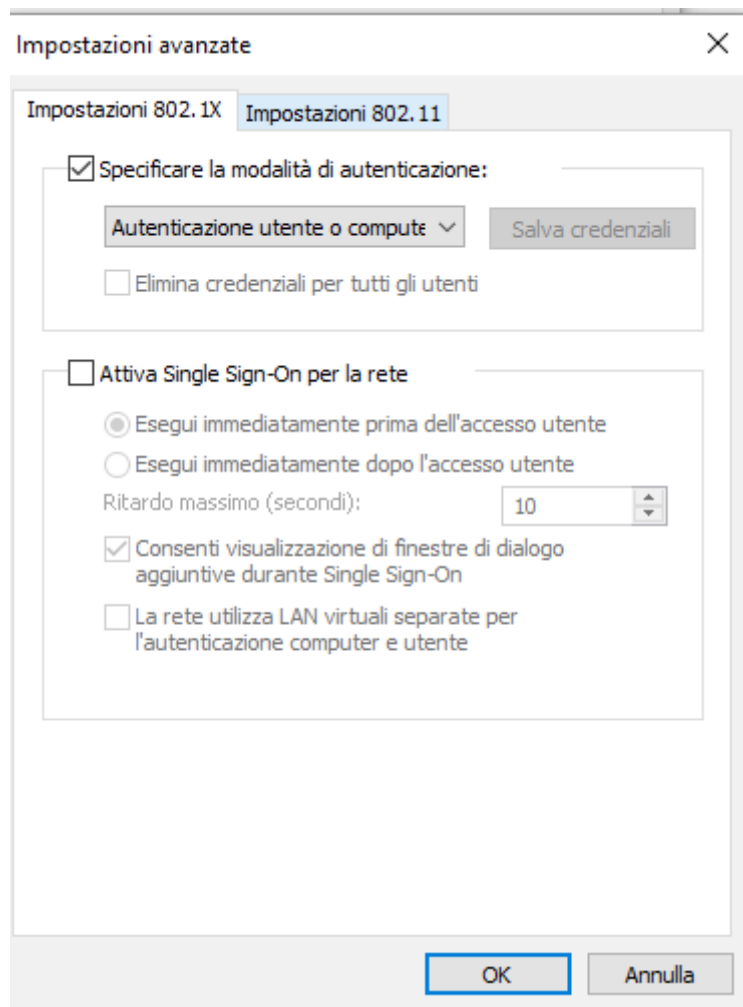 Impostazioni avanzate
Impostazioni 802.1X
Impostazioni 802.11
Specificare la modalità di autenticazione:
Autenticazione utente o compute
Salva credenziali
Elimina credenziali per tutti gli utenti
Attiva Single Sign-On per la rete
Esegui immediatamente prima dell'accesso utente
Esegui immediatamente dopo l'accesso utente
Ritardo massimo (secondi):
10
Consenti visualizzazione di finestre di dialogo
aggiuntive durante Single Sign-On
La rete utilizza LAN virtuali separate per
l'autenticazione computer e utente
OK
Annulla